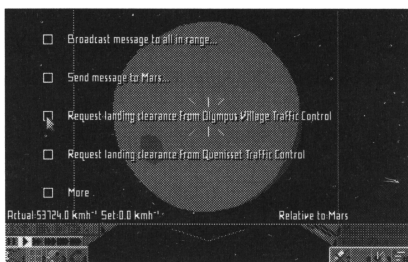 Broadcast message to all in range...
Send message to Mars...
Request landing clearance from Olympus Village Traffic Control
Request landing clearance from Quenisset Traffic Control
More
Actual:53724.0 kmh⁻¹ Set:0.0 kmh⁻¹ Relative to Mars